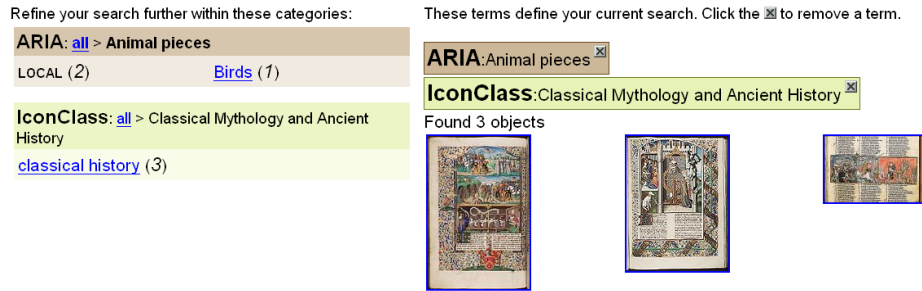 Refine your search further within these categories:
ARIA: all > Animal pieces
LOCAL (2) Birds (1)
IconClass: all > Classical Mythology and Ancient
History
classical history (3)
These terms define your current search. Click the to remove a term.
ARIA:Animal pieces
IconClass:Classical Mythology and Ancient History
Found 3 objects